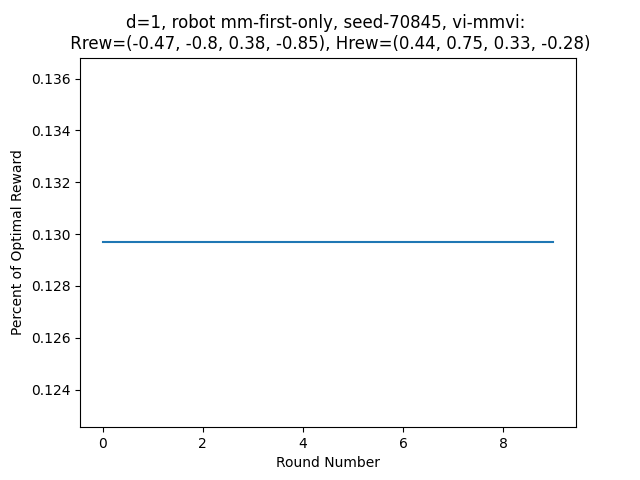 d=1, robot mm-first-only, seed-70845, vi-mmvi:
Rrew=(-0.47, -0.8, 0.38, -0.85), Hrew=(0.44, 0.75, 0.33, -0.28)
0.136
0.134
0.132
0.130
0.128
0.126
0.124
Percent of Optimal Reward
0 2 4 6 8
Round Number